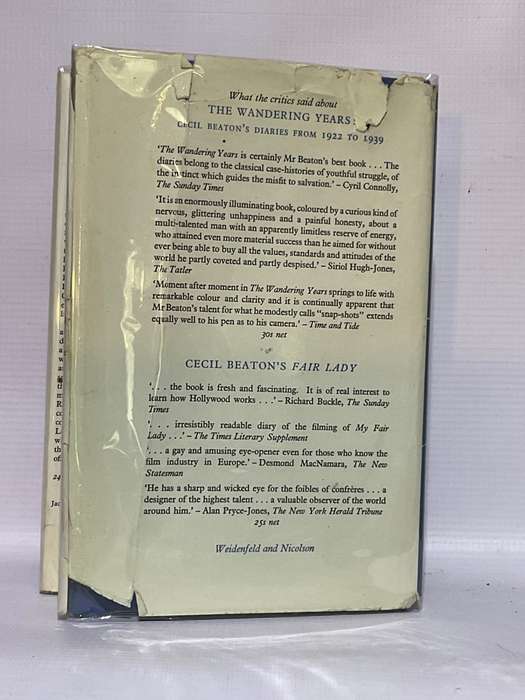 What the critics said about
THE WANDERING YEARS:
CECIL BEATON'S DIARIES FROM 1922 TO 1939
'The Wandering Years is certainly Mr Beaton's best book . . . The
diaries belong to the classical case-histories of youthful struggle, of
the instinct which guides the misfit to salvation.' – Cyril Connolly,
The Sunday Times
'It is an enormously illuminating book, coloured by a curious kind of
nervous, glittering unhappiness and a painful honesty, about a
multi-talented man with an apparently limitless reserve of energy,
who attained even more material success than he aimed for without
ever being able to buy all the values, standards and attitudes of the
world he partly coveted and partly despised.' – Siriol Hugh-Jones,
The Tatler
'Moment after moment in The Wandering Years springs to life with
remarkable colour and clarity and it is continually apparent that
Mr Beaton's talent for what he modestly calls "snap-shots" extends
equally well to his pen as to his camera.' – Time and Tide
30s net
CECIL BEATON'S FAIR LADY
'. . . the book is fresh and fascinating. It is of real interest to
learn how Hollywood works . . .' – Richard Buckle, The Sunday
Times
'. . . irresistibly readable diary of the filming of My Fair
Lady . . .' – The Times Literary Supplement
'. . . a gay and amusing eye-opener even for those who know the
film industry in Europe.' – Desmond MacNamara, The New
Statesman
'He has a sharp and wicked eye for the foibles of confrères . . . a
designer of the highest talent . . . a valuable observer of the world
around him.' – Alan Pryce-Jones, The New York Herald Tribune
25s net
Weidenfeld and Nicolson